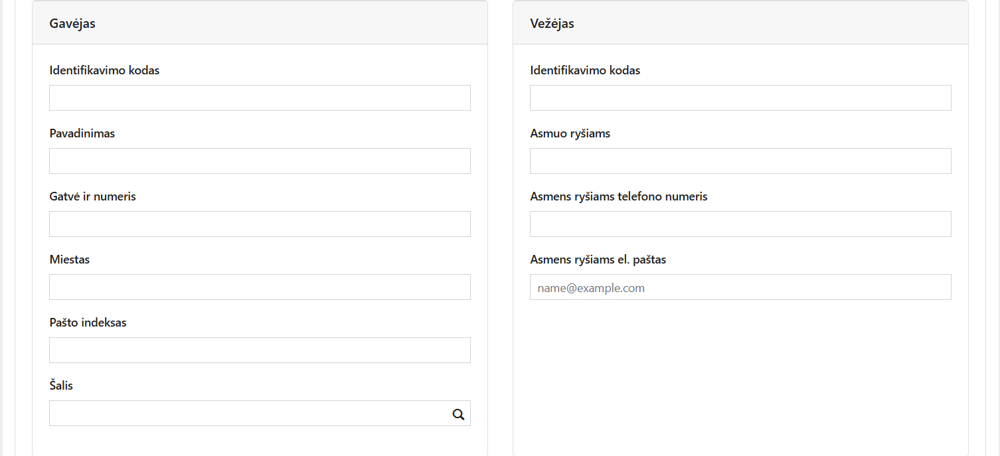 Gavėjas
Identifikavimo kodas
Pavadinimas
Gatvė ir numeris
Miestas
Pašto indeksas
Šalis
Vežėjas
Identifikavimo kodas
Asmuo ryšiams
Asmens ryšiams telefono numeris
Asmens ryšiams el. paštas
name@example.com